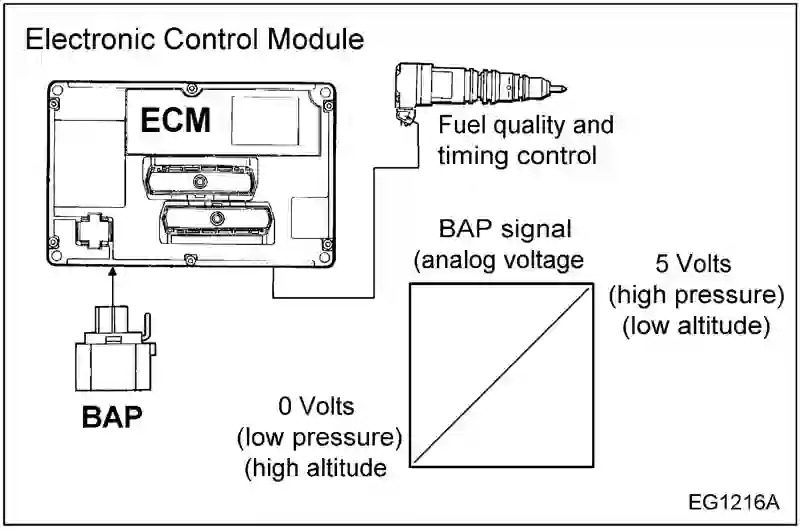 Electronic Control Module
ECM
Fuel quality and
timing control
BAP signal
(analog voltage
5 Volts
(high pressure)
(low altitude)
BAP
0 Volts
(low pressure)
(high altitude
EG1216A